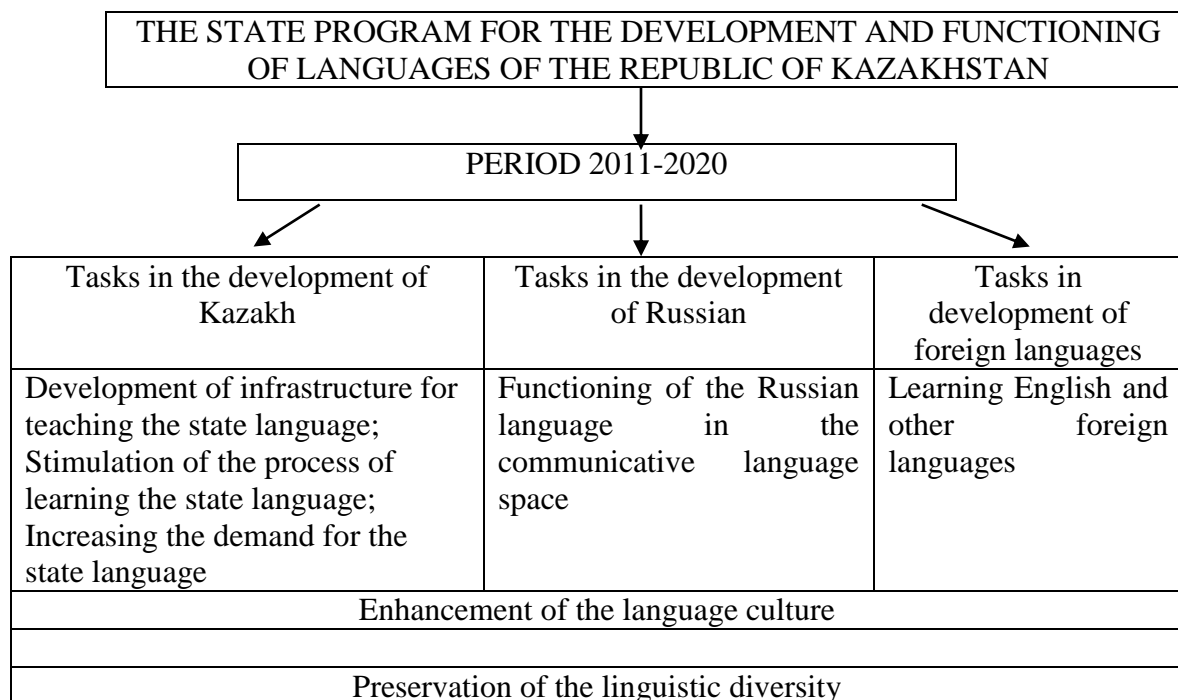 THE STATE PROGRAM FOR THE DEVELOPMENT AND FUNCTIONING
OF LANGUAGES OF THE REPUBLIC OF KAZAKHSTAN
PERIOD 2011-2020
Tasks in the development of
Kazakh
Tasks in the development
of Russian
Tasks in
development of
foreign languages
Development of infrastructure for
teaching the state language;
Stimulation of the process of
learning the state language;
Increasing the demand for the
state language
Functioning of the Russian
language in the
communicative language
space
Learning English and
other foreign
languages
Enhancement of the language culture
Preservation of the linguistic diversity